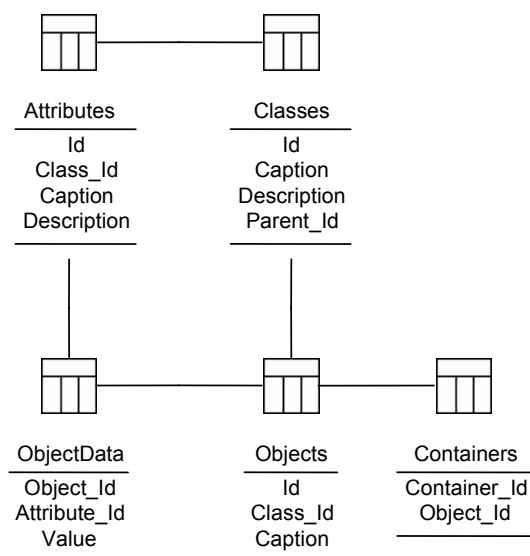 Attributes
Id
Class_Id
Caption
Description
Classes
Id
Caption
Description
Parent_Id
ObjectData
Object_Id
Attribute_Id
Value
Objects
Id
Class_Id
Caption
Containers
Container_Id
Object_Id